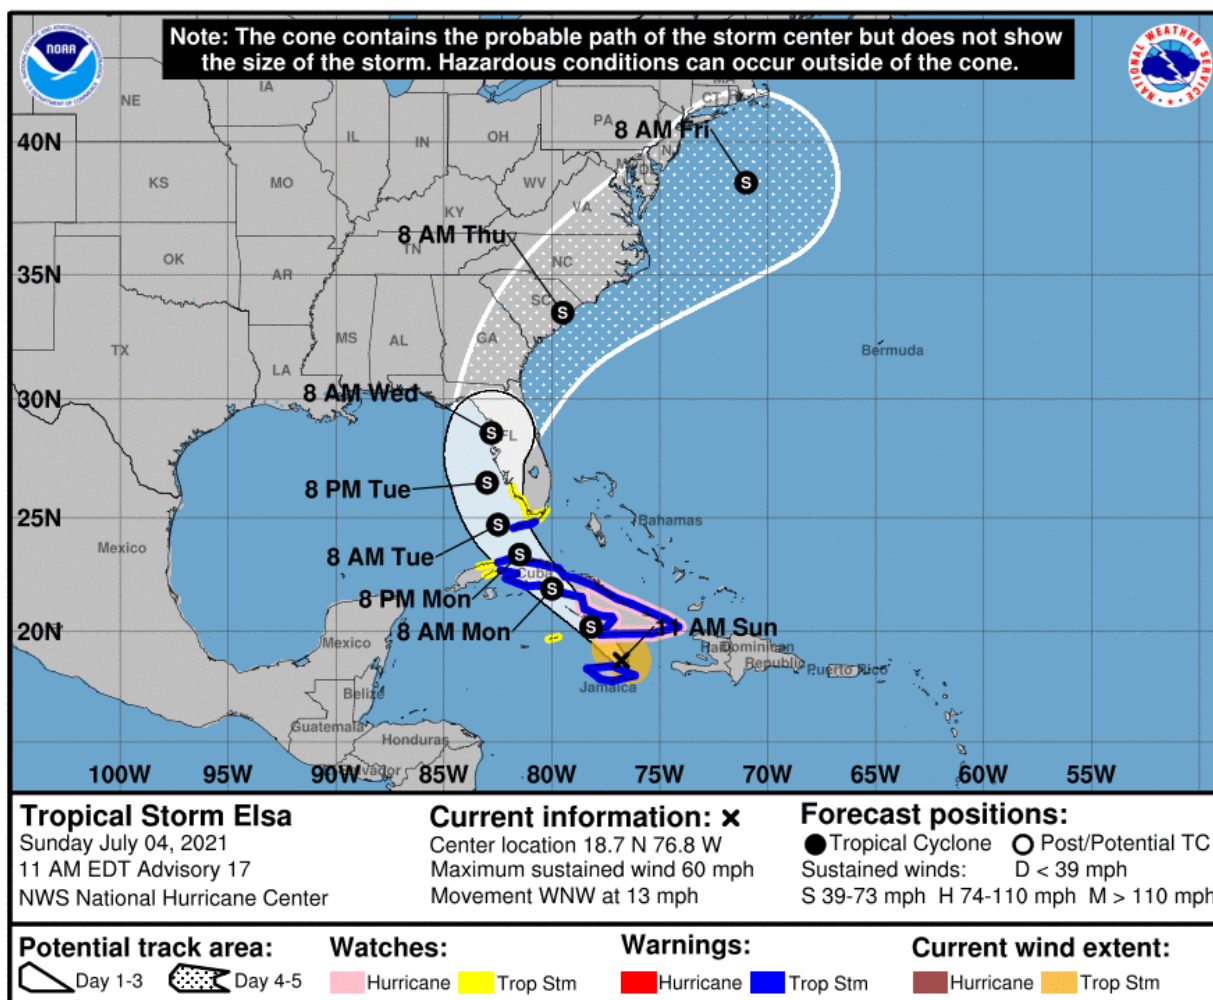 Note: The cone contains the probable path of the storm center but does not show
the size of the storm. Hazardous conditions can occur outside of the cone.
NOAA
NATIONAL WEATHER SERVICE
NE
IA
IL
IN
OH
PA
MA
CT
8 AM Fri
NJ
DE
40N
KS
MO
WV
VA
KY
8 AM Thu
TN
NC
OK
AR
35N
SC
MS
AL
GA
TX
LA
Bermuda
8 AM Wed
30N
FL
8 PM Tue
25N
Bahamas
Mexico
8 AM Tue
Cuba
8 PM Mon
8 AM Mon
11 AM Sun
20N
Mexico
Dominican
Republic
Puerto Rico
Jamaica
Belize
Guatemala
Honduras
100W 95W 90W 85W 80W 75W 70W 65W 60W 55W
Tropical Storm Elsa
Sunday July 04, 2021
11 AM EDT Advisory 17
NWS National Hurricane Center
Current information: ×
Center location 18.7 N 76.8 W
Maximum sustained wind 60 mph
Movement WNW at 13 mph
Forecast positions:
Tropical Cyclone Post/Potential TC
Sustained winds: D < 39 mph
S 39-73 mph H 74-110 mph M > 110 mph
Potential track area:
Day 1-3 Day 4-5
Watches:
Hurricane Trop Stm
Warnings:
Hurricane Trop Stm
Current wind extent:
Hurricane Trop Stm